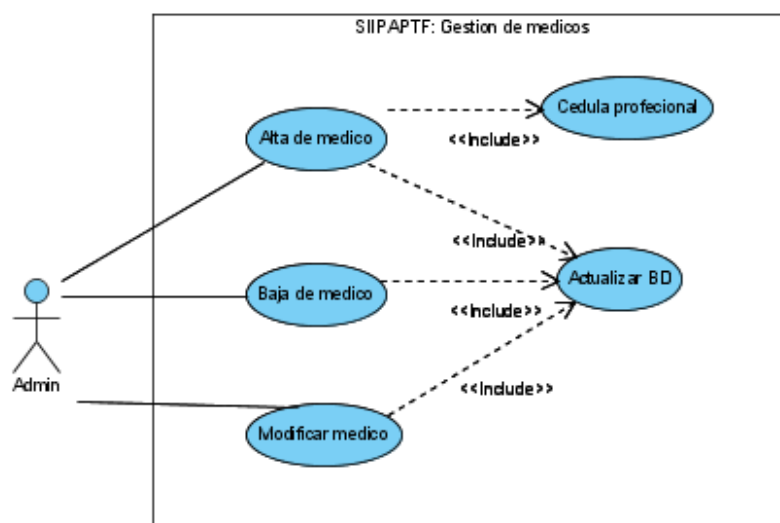 SIIPAPTF: Gestion de medicos
Alta de medico
Cedula profecional
<<Include>>
<<Include>>
Baja de medico
Actualizar BD
<<Include>>
Admin
<<Include>>
Modificar medico